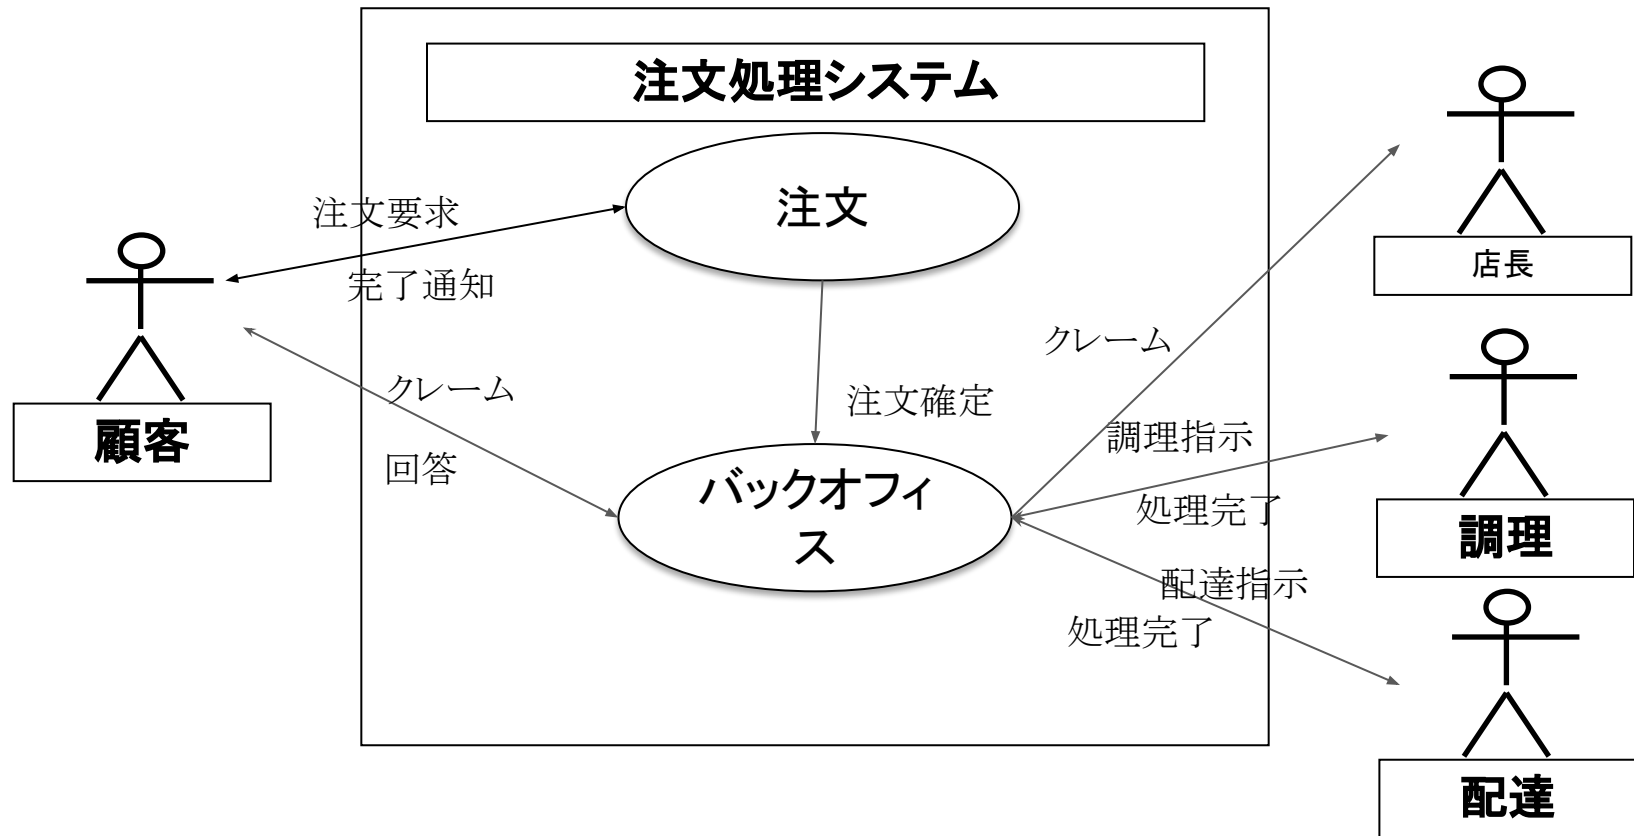 注文処理システム
注文
注文要求
完了通知
店長
クレーム
クレーム
注文確定
顧客
回答
調理指示
バックオフィ
ス
処理完了
調理
配達指示
処理完了
配達